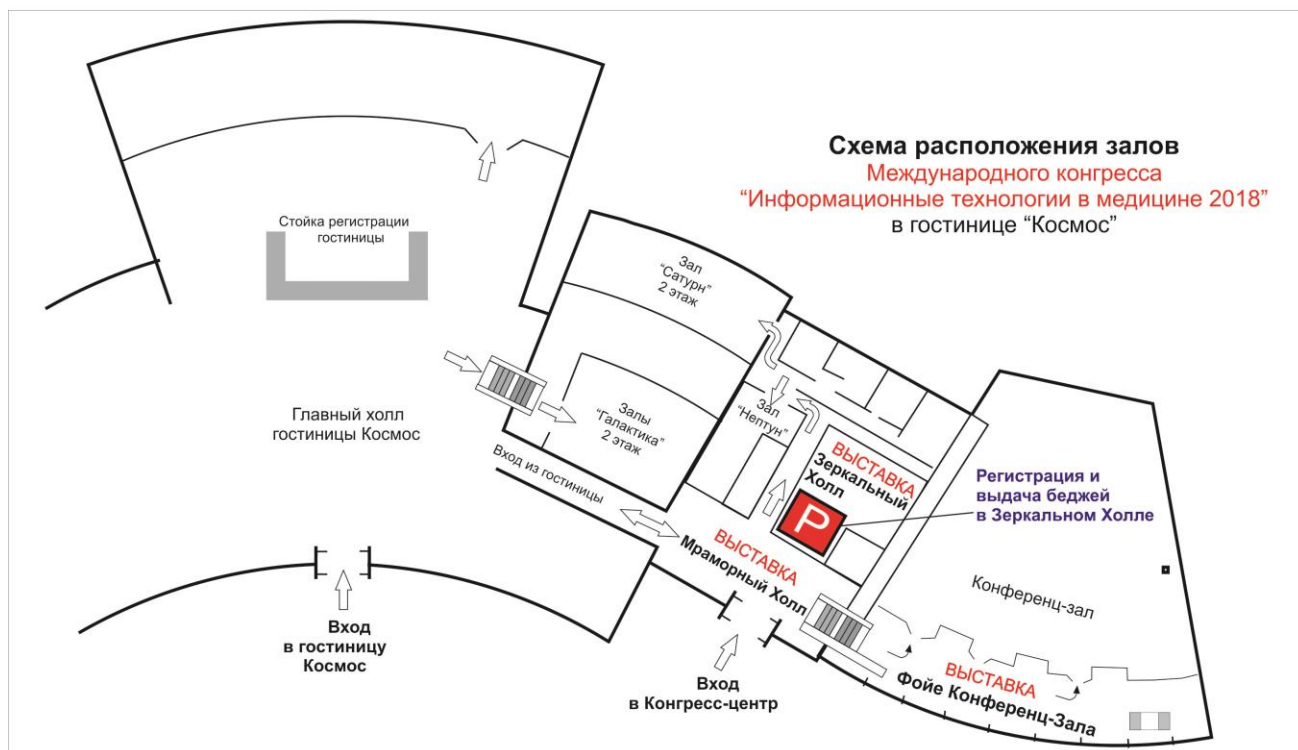 Схема расположения залов
Международного конгресса
“Информационные технологии в медицине 2018”
в гостинице “Космос”
Стойка регистрации
гостиницы
Зал
“Сатурн”
2 этаж
Главный холл
гостиницы Космос
Залы
“Галактика”
2 этаж
Зал
“Нептун”
ВЫСТАВКА
Зеркальный
Холл
P
Регистрация и
выдача беджей
в Зеркальном Холле
Вход из гостиницы
ВЫСТАВКА
Мраморный Холл
Конференц-зал
ВЫСТАВКА
Фойе Конференц-Зала
Вход
в гостиницу
Космос
Вход
в Конгресс-центр